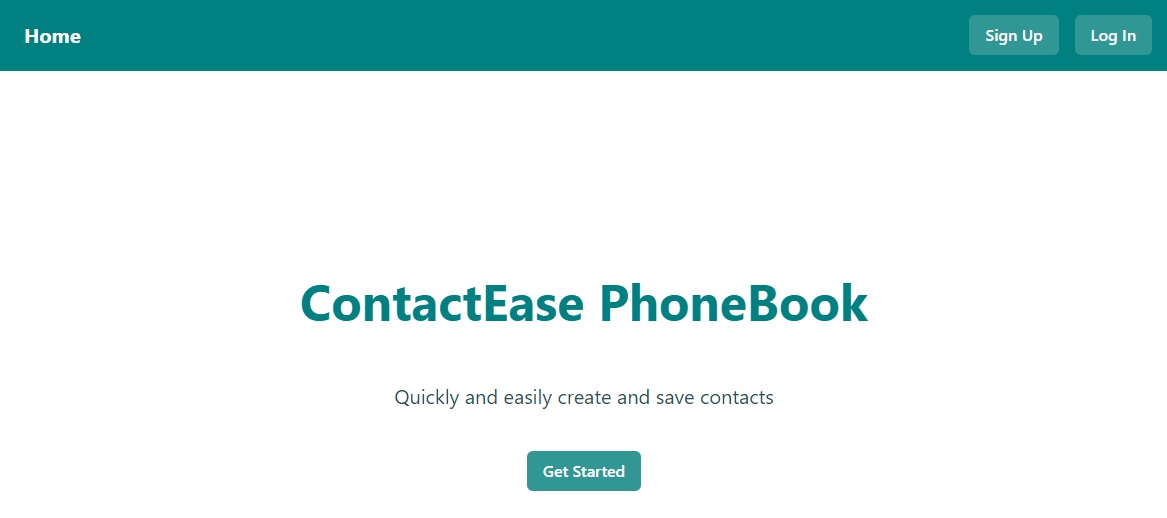 Home
Sign Up
Log In
ContactEase PhoneBook
Quickly and easily create and save contacts
Get Started